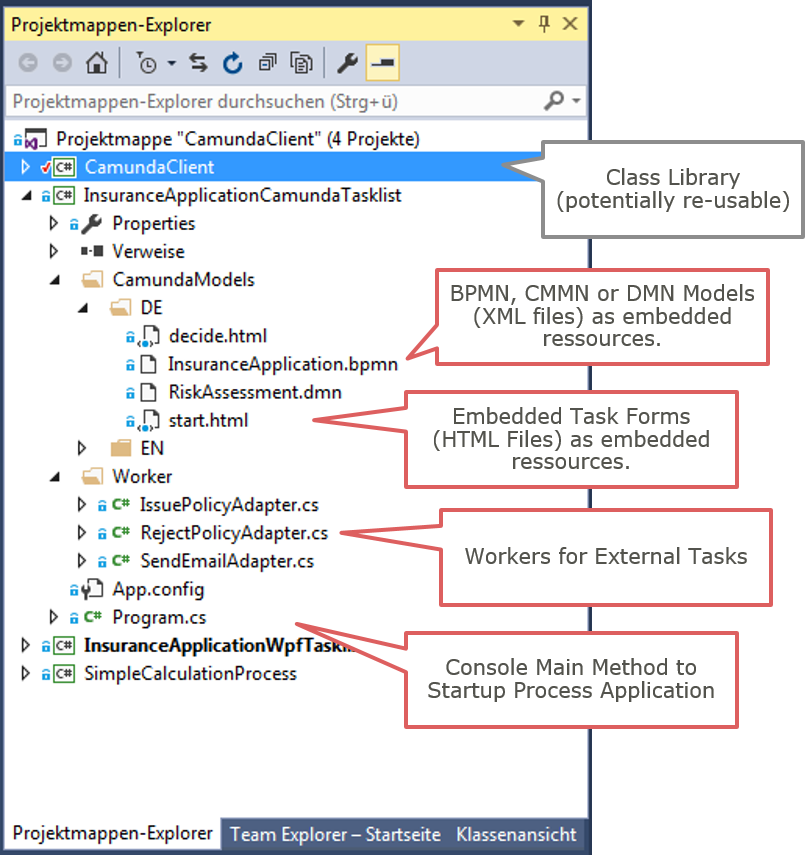 Projektmappen-Explorer
Projektmappen-Explorer durchsuchen (Strg+ü)
Projektmappe "CamundaClient" (4 Projekte)
C# CamundaClient
Class Library
(potentially re-usable)
C# InsuranceApplicationCamundaTasklist
Properties
Verweise
CamundaModels
DE
decide.html
InsuranceApplication.bpmn
RiskAssessment.dmn
start.html
BPMN, CMMN or DMN Models
(XML files) as embedded
ressources.
Embedded Task Forms
(HTML Files) as embedded
ressources.
EN
Worker
C# IssuePolicyAdapter.cs
C# RejectPolicyAdapter.cs
C# SendEmailAdapter.cs
Workers for External Tasks
App.config
C# Program.cs
Console Main Method to
Startup Process Application
C# InsuranceApplicationWpfTaskli
C# SimpleCalculationProcess
Projektmappen-Explorer Team Explorer – Startseite Klassenansicht